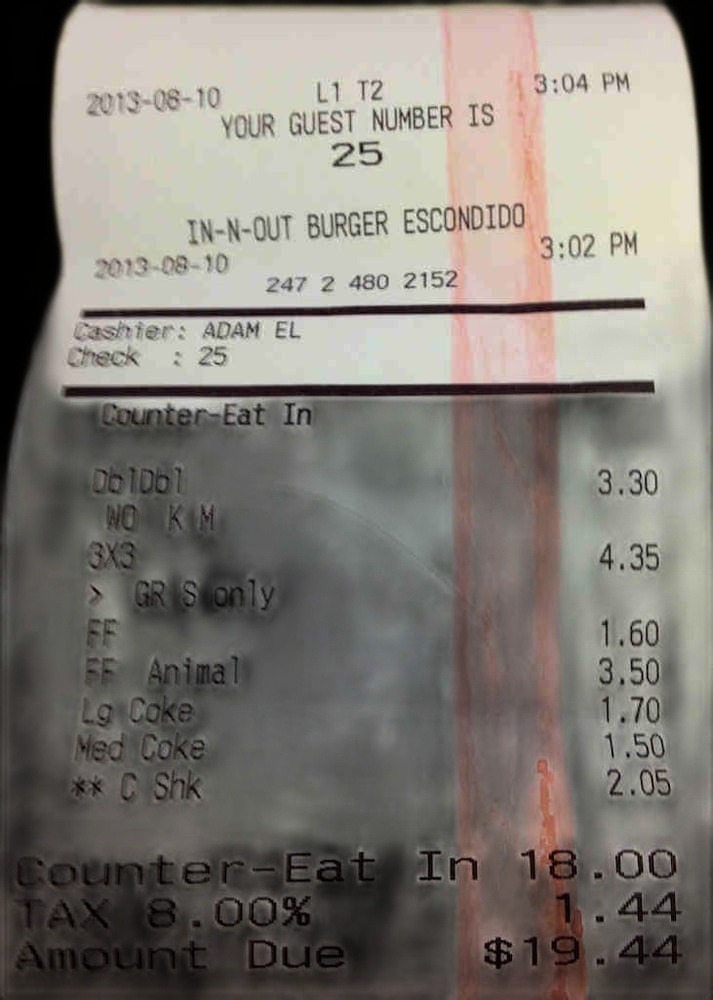 2013-08-10 L1 T2 3:04 PM
YOUR GUEST NUMBER IS
25
IN-N-OUT BURGER ESCONDIDO
2013-08-10 3:02 PM
247 2 480 2152
Cashier: ADAM EL
Check : 25
Counter-Eat In
DblDbl 3.30
WO K M
3X3 4.35
> GR S only
FF 1.60
FF Animal 3.50
Lg Coke 1.70
Med Coke 1.50
** C Shk 2.05
Counter-Eat In 18.00
TAX 8.00% 1.44
Amount Due $19.44